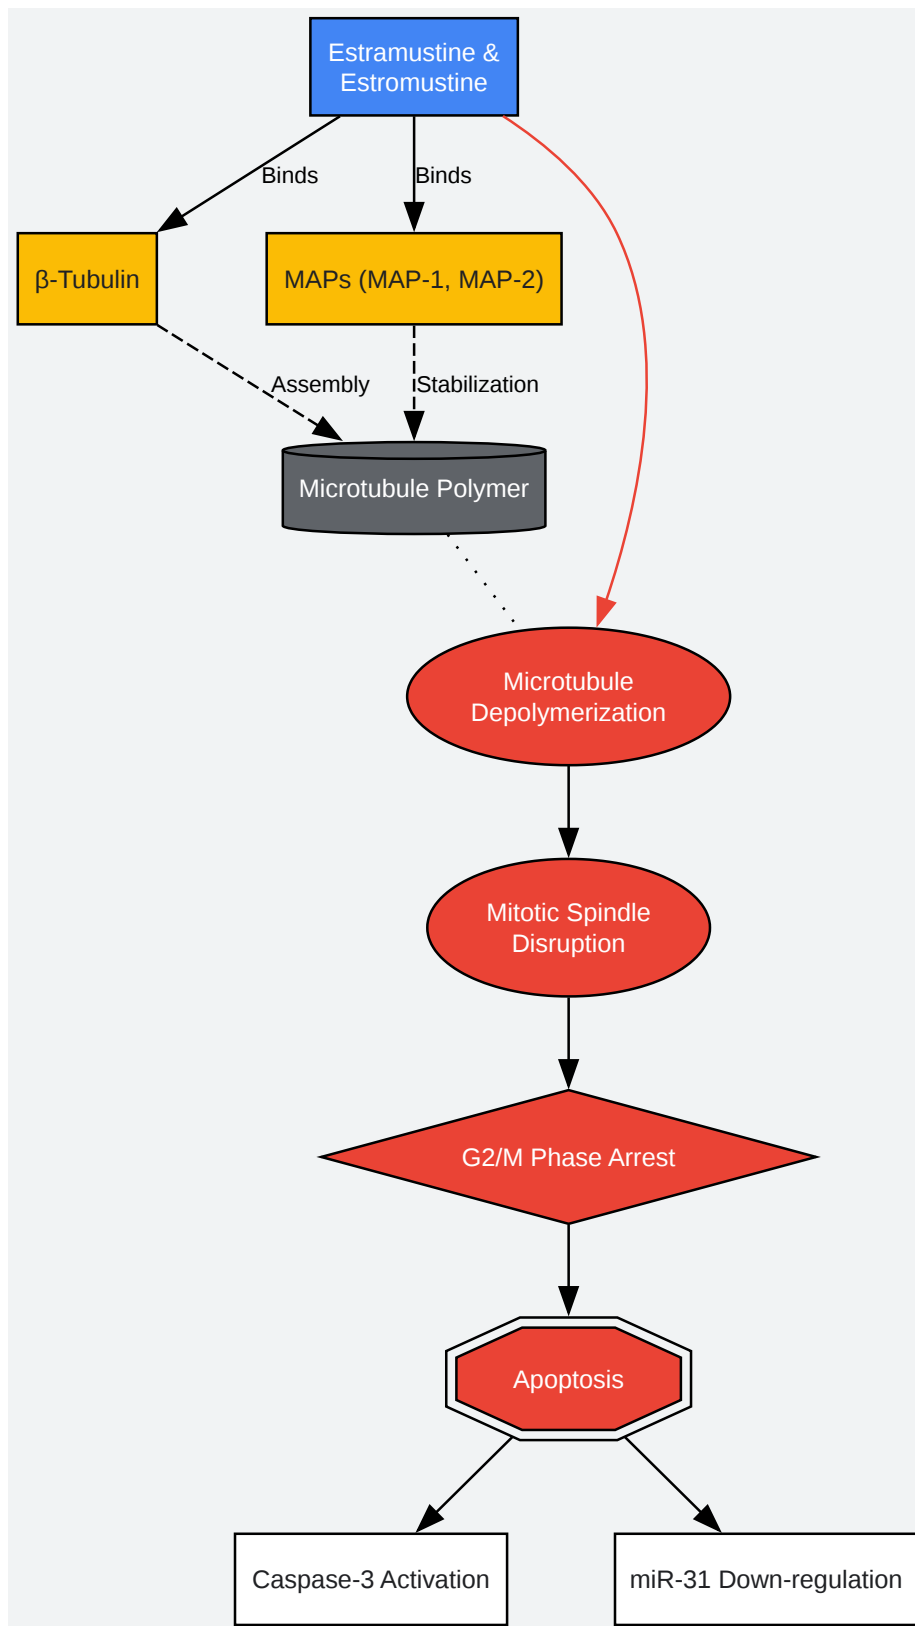 Estramustine &
Estromustine
Binds
Binds
β-Tubulin
MAPs (MAP-1, MAP-2)
Assembly
Stabilization
Microtubule Polymer
Microtubule
Depolymerization
Mitotic Spindle
Disruption
G2/M Phase Arrest
Apoptosis
Caspase-3 Activation
miR-31 Down-regulation